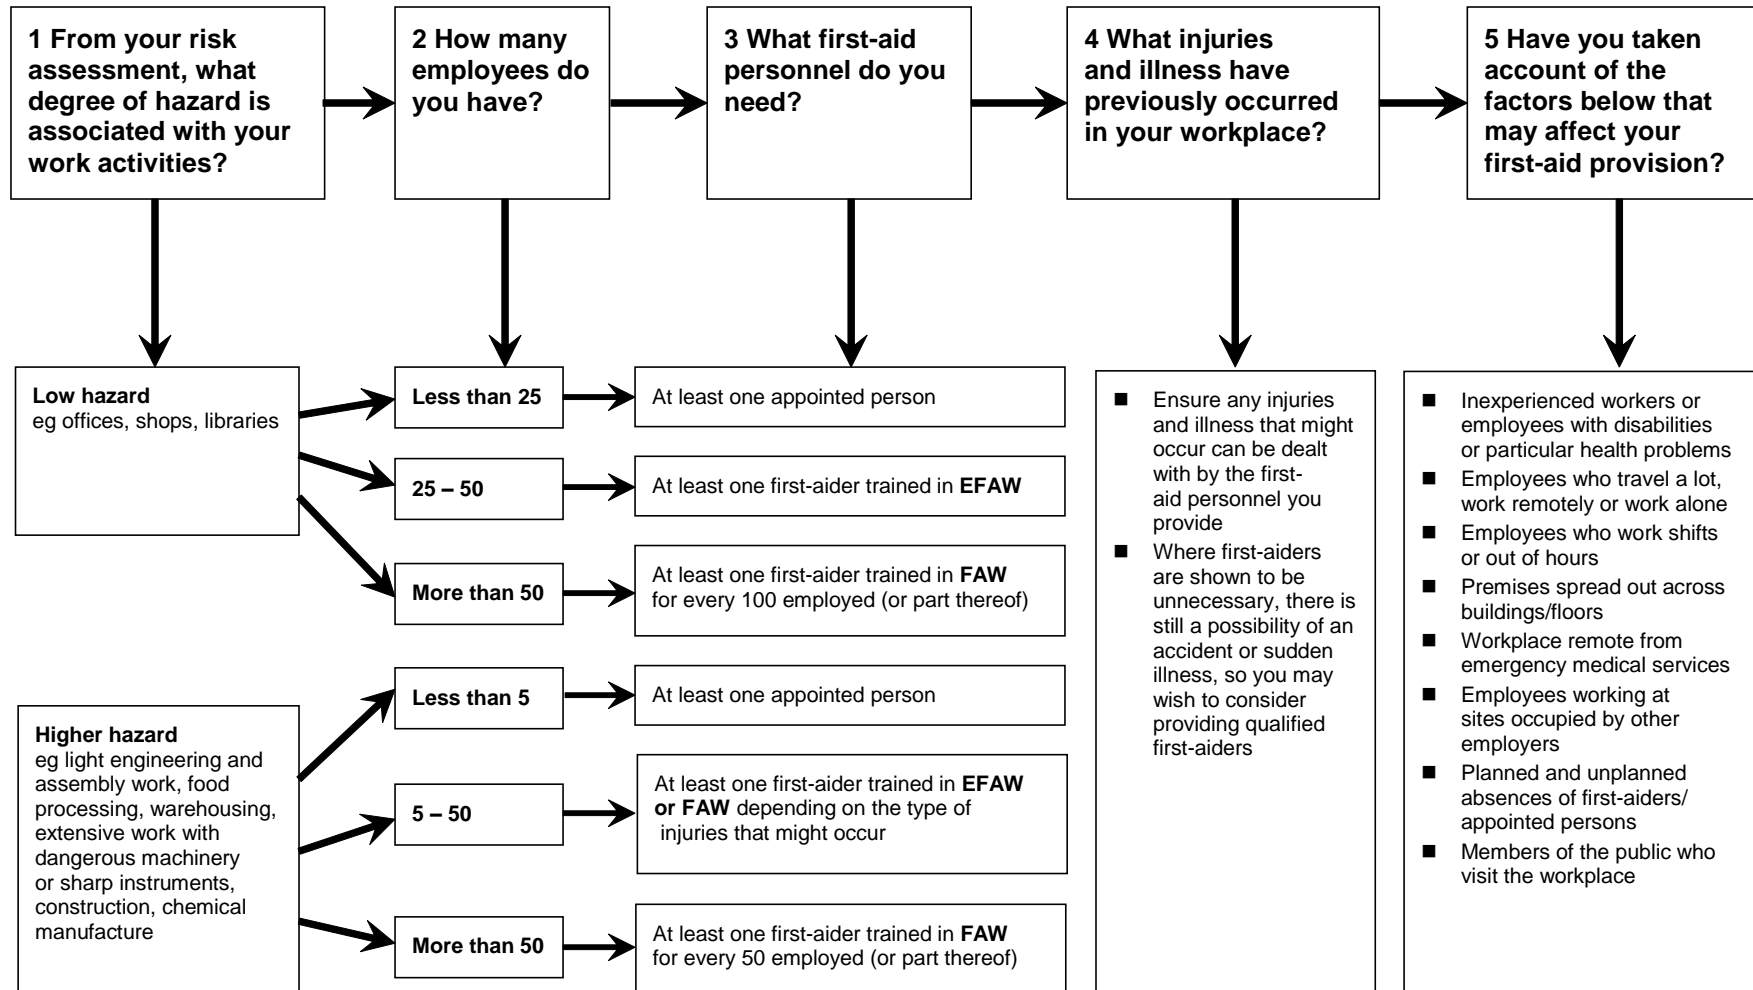 1 From your risk
assessment, what
degree of hazard is
associated with your
work activities?
2 How many
employees do
you have?
3 What first-aid
personnel do you
need?
4 What injuries
and illness have
previously occurred
in your workplace?
5 Have you taken
account of the
factors below that
may affect your
first-aid provision?
Low hazard
eg offices, shops, libraries
Less than 25
At least one appointed person
25 – 50
At least one first-aider trained in EFAW
More than 50
At least one first-aider trained in FAW
for every 100 employed (or part thereof)
Higher hazard
eg light engineering and
assembly work, food
processing, warehousing,
extensive work with
dangerous machinery
or sharp instruments,
construction, chemical
manufacture
Less than 5
At least one appointed person
5 – 50
At least one first-aider trained in EFAW
or FAW depending on the type of
injuries that might occur
More than 50
At least one first-aider trained in FAW
for every 50 employed (or part thereof)
■ Ensure any injuries
and illness that might
occur can be dealt
with by the first-
aid personnel you
provide
■ Where first-aiders
are shown to be
unnecessary, there is
still a possibility of an
accident or sudden
illness, so you may
wish to consider
providing qualified
first-aiders
■ Inexperienced workers or
employees with disabilities
or particular health problems
■ Employees who travel a lot,
work remotely or work alone
■ Employees who work shifts
or out of hours
■ Premises spread out across
buildings/floors
■ Workplace remote from
emergency medical services
■ Employees working at
sites occupied by other
employers
■ Planned and unplanned
absences of first-aiders/
appointed persons
■ Members of the public who
visit the workplace